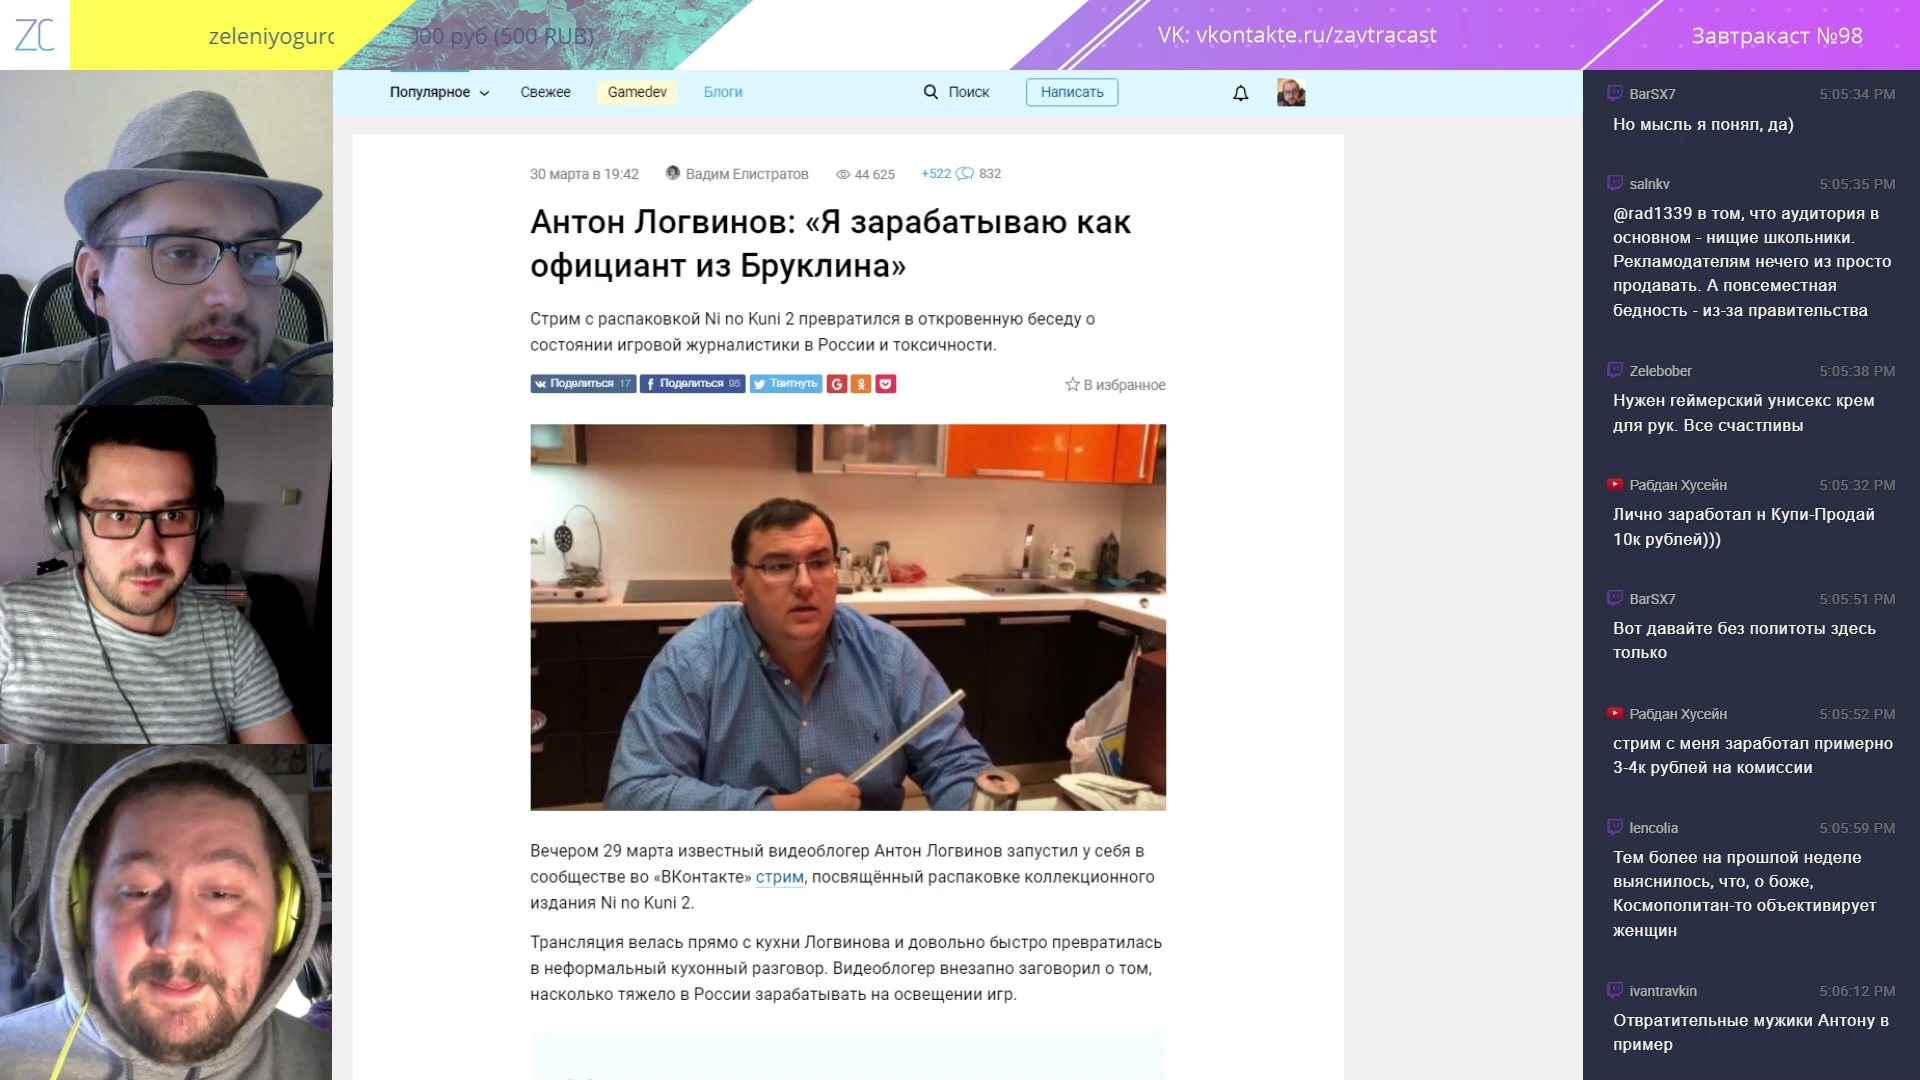 ZC
zeleniyogurc
000 руб (500 RUB)
VK: vkontakte.ru/zavtracast
Завтракаст №98
Популярное
Свежее
Gamedev
Блоги
Поиск
Написать
30 марта в 19:42 Вадим Елистратов 44 625 +522 832
Антон Логвинов: «Я зарабатываю как
официант из Бруклина»
Стрим с распаковкой Ni no Kuni 2 превратился в откровенную беседу о
состоянии игровой журналистики в России и токсичности.
Поделиться 17 Поделиться 95 Твитнуть
В избранное
Вечером 29 марта известный видеоблогер Антон Логвинов запустил у себя в
сообществе во «ВКонтакте» стрим, посвящённый распаковке коллекционного
издания Ni no Kuni 2.
Трансляция велась прямо с кухни Логвинова и довольно быстро превратилась
в неформальный кухонный разговор. Видеоблогер внезапно заговорил о том,
насколько тяжело в России зарабатывать на освещении игр.
BarSX7 5:05:34 PM
Но мысль я понял, да)
salnkv 5:05:35 PM
@rad1339 в том, что аудитория в
основном - нищие школьники.
Рекламодателям нечего из просто
продавать. А повсеместная
бедность - из-за правительства
Zelebober 5:05:38 PM
Нужен геймерский унисекс крем
для рук. Все счастливы
Рабдан Хусейн 5:05:32 PM
Лично заработал н Купи-Продай
10к рублей)))
BarSX7 5:05:51 PM
Вот давайте без политоты здесь
только
Рабдан Хусейн 5:05:52 PM
стрим с меня заработал примерно
3-4к рублей на комиссии
lencolia 5:05:59 PM
Тем более на прошлой неделе
выяснилось, что, о боже,
Космополитан-то объективирует
женщин
ivantravkin 5:06:12 PM
Отвратительные мужики Антону в
пример